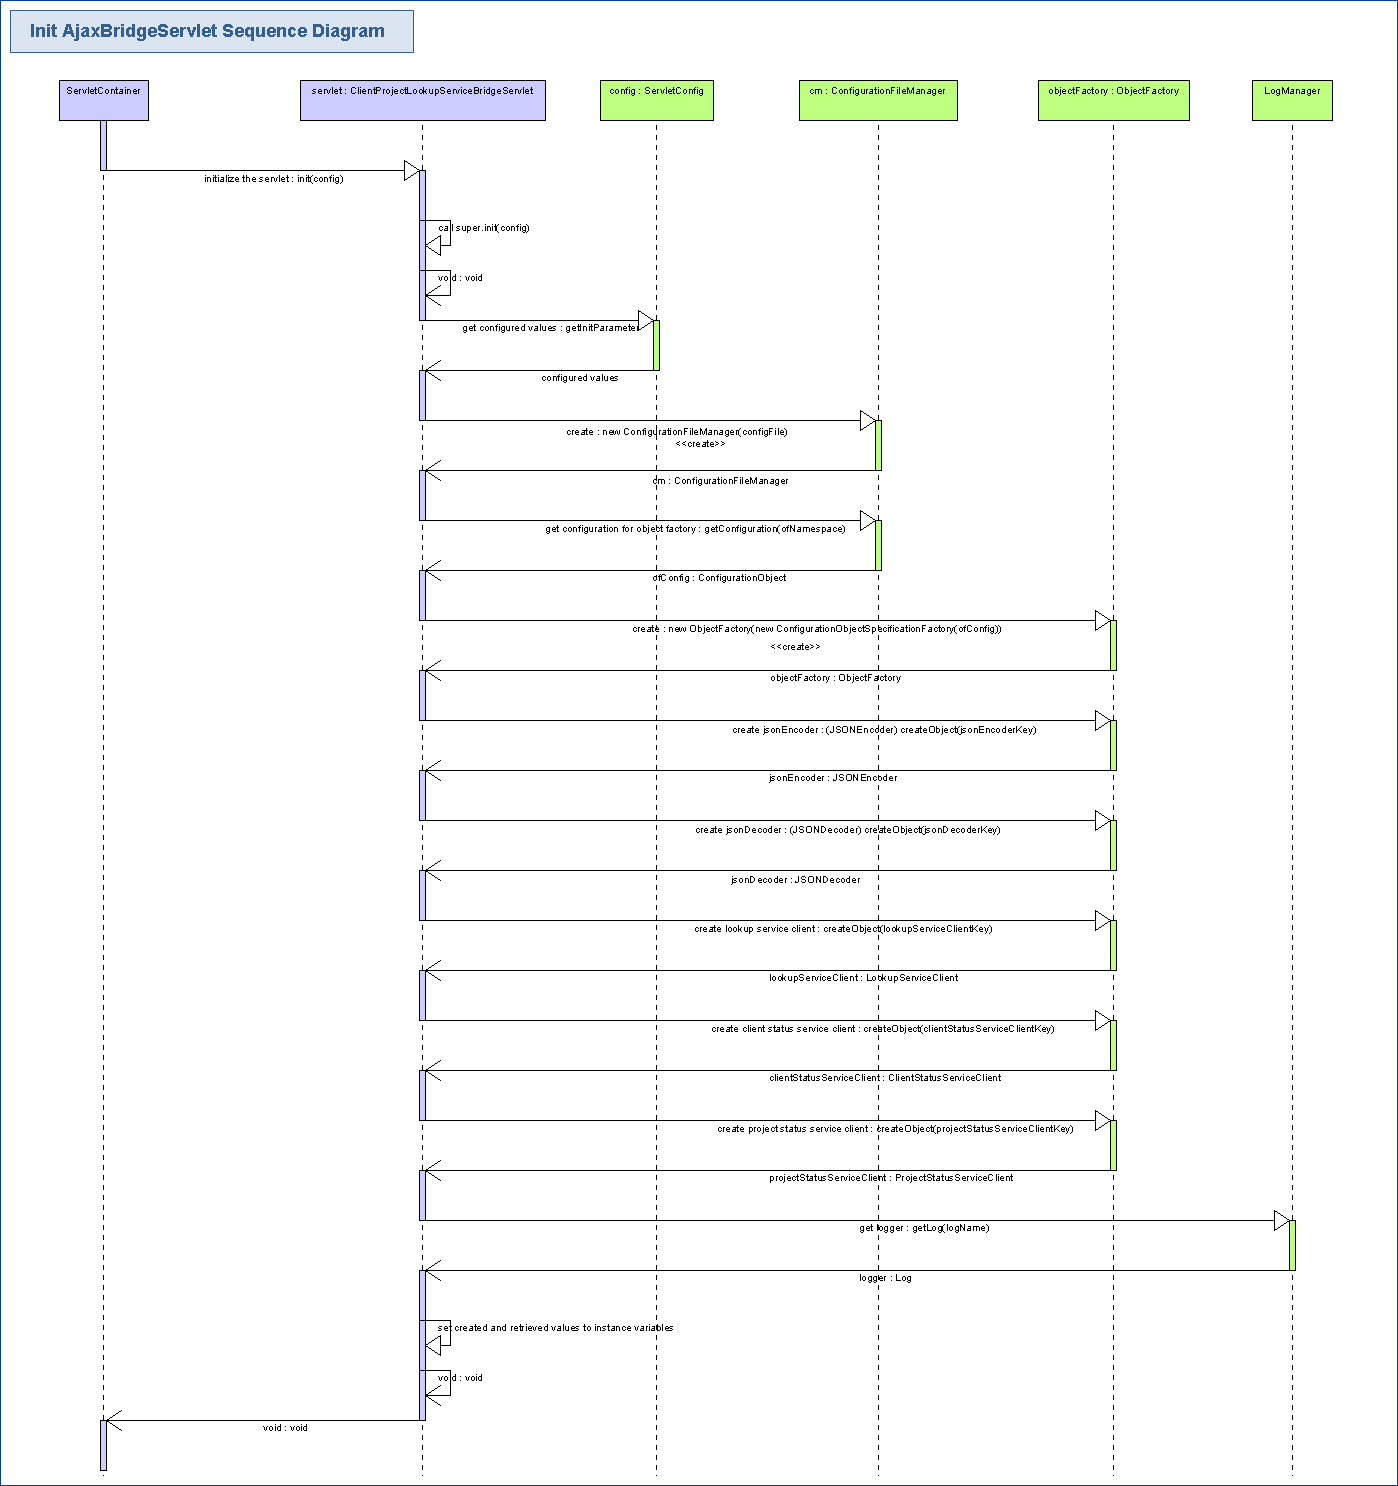 Init AjaxBridgeServlet Sequence Diagram
ServletContainer
servlet : ClientProjectLookupServiceBridgeServlet
config : ServletConfig
cm : ConfigurationFileManager
objectFactory : ObjectFactory
LogManager
initialize the servlet : init(config)
call super.init(config)
void : void
get configured values : getInitParameter
configured values
create : new ConfigurationFileManager(configFile)
<<create>>
cm : ConfigurationFileManager
get configuration for object factory : getConfiguration(ofNamespace)
ofConfig : ConfigurationObject
create : new ObjectFactory(new ConfigurationObjectSpecificationFactory(ofConfig))
<<create>>
objectFactory : ObjectFactory
create jsonEncoder : (JSONEncoder) createObject(jsonEncoderKey)
jsonEncoder : JSONEncoder
create jsonDecoder : (JSONDecoder) createObject(jsonDecoderKey)
jsonDecoder : JSONDecoder
create lookup service client : createObject(lookupServiceClientKey)
lookupServiceClient : LookupServiceClient
create client status service client : createObject(clientStatusServiceClientKey)
clientStatusServiceClient : ClientStatusServiceClient
create project status service client : createObject(projectStatusServiceClientKey)
projectStatusServiceClient : ProjectStatusServiceClient
get logger : getLog(logName)
logger : Log
set created and retrieved values to instance variables
void : void
void : void